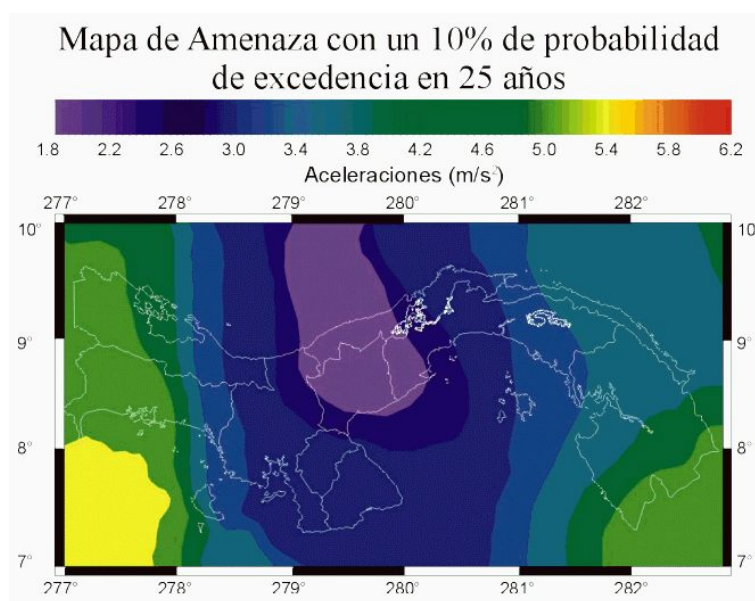 Mapa de Amenaza con un 10% de probabilidad
de excedencia en 25 años
1.8 2.2 2.6 3.0 3.4 3.8 4.2 4.6 5.0 5.4 5.8 6.2
Aceleraciones (m/s²)
277° 278° 279° 280° 281° 282°
10° 10°
9° 9°
8° 8°
7° 7°
277° 278° 279° 280° 281° 282°